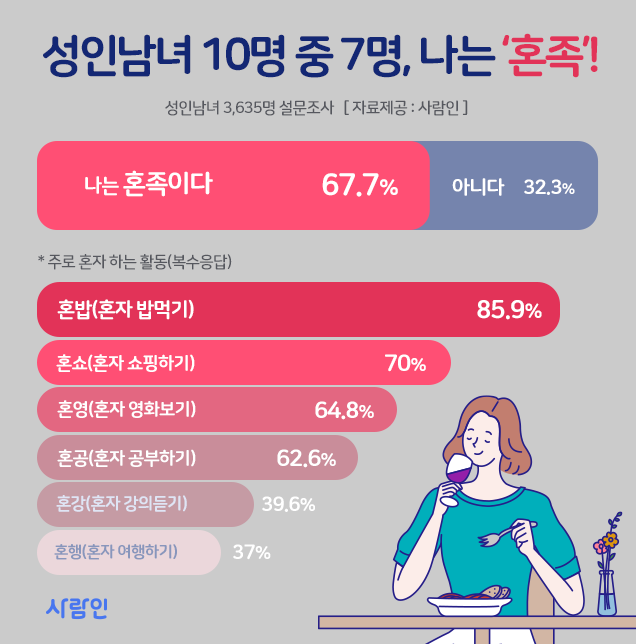 성인남녀 10명 중 7명, 나는 ‘혼족’!
성인남녀 3,635명 설문조사 [ 자료제공 : 사람인 ]
나는 혼족이다 67.7% 아니다 32.3%
* 주로 혼자 하는 활동(복수응답)
혼밥(혼자 밥먹기) 85.9%
혼쇼(혼자 쇼핑하기) 70%
혼영(혼자 영화보기) 64.8%
혼공(혼자 공부하기) 62.6%
혼강(혼자 강의듣기) 39.6%
혼행(혼자 여행하기) 37%
사람인